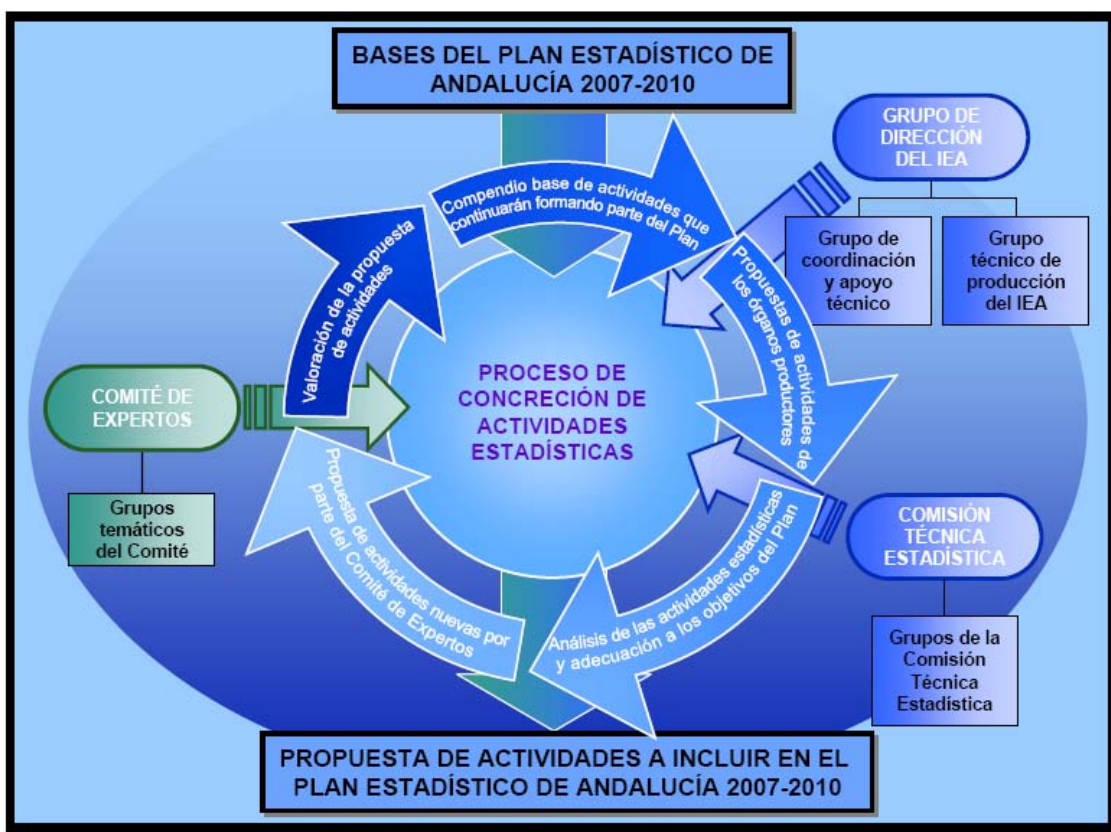 BASES DEL PLAN ESTADÍSTICO DE
ANDALUCÍA 2007-2010
GRUPO DE
DIRECCIÓN
DEL IEA
Grupo de
coordinación
y apoyo
técnico
Grupo
técnico de
producción
del IEA
Compendio base de actividades que
continuarán formando parte del Plan
Propuestas de actividades de
los órganos productores
Valoración de la propuesta
de actividades
PROCESO DE
CONCRECIÓN DE
ACTIVIDADES
ESTADÍSTICAS
COMITÉ DE
EXPERTOS
Grupos
temáticos
del Comité
Propuesta de actividades nuevas por
parte del Comité de Expertos
Análisis de las actividades estadísticas
y adecuación a los objetivos del Plan
COMISIÓN
TÉCNICA
ESTADÍSTICA
Grupos de la
Comisión
Técnica
Estadística
PROPUESTA DE ACTIVIDADES A INCLUIR EN EL
PLAN ESTADÍSTICO DE ANDALUCÍA 2007-2010